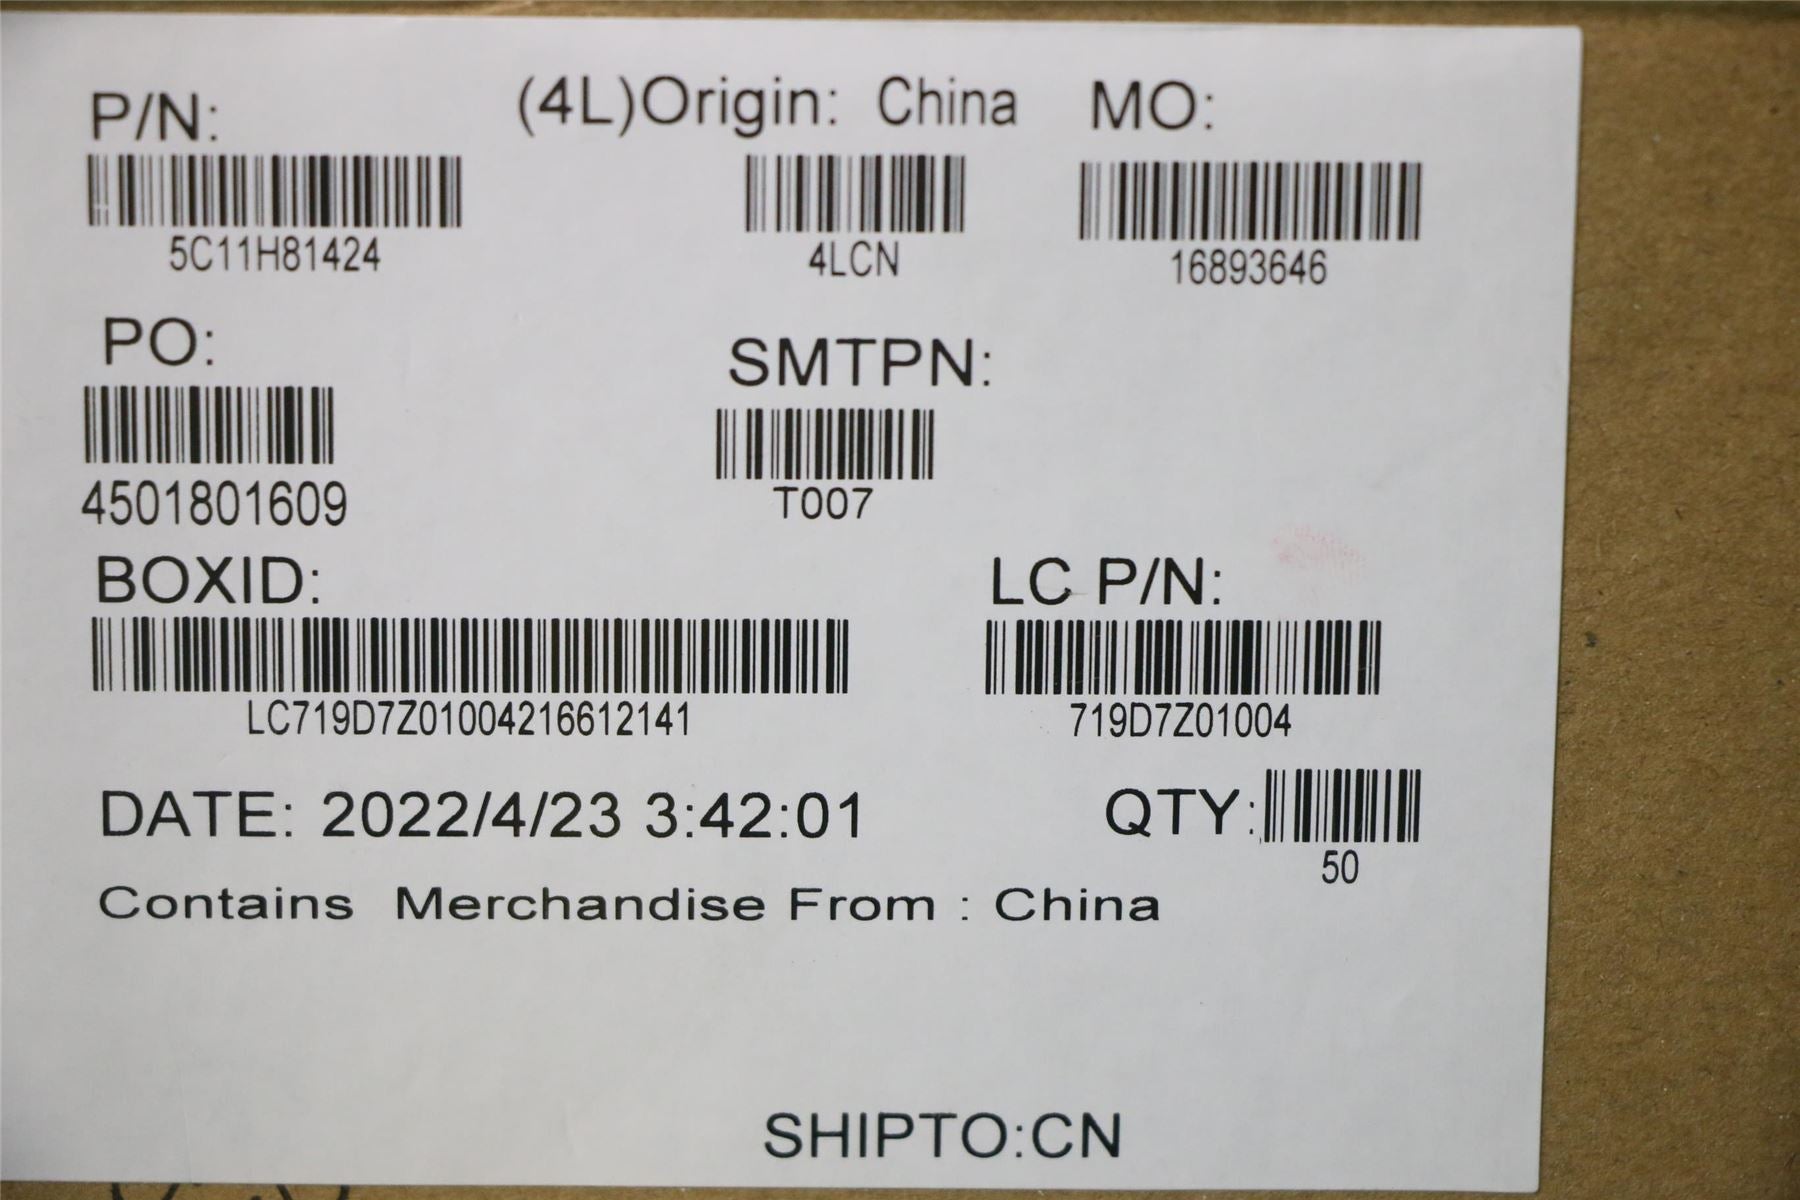 P/N: (4L)Origin: China MO:
5C11H81424 4LCN 16893646
PO: SMTPN:
4501801609 T007
BOXID: LC P/N:
LC719D7Z01004216612141 719D7Z01004
DATE: 2022/4/23 3:42:01 QTY:
50
Contains Merchandise From : China
SHIPTO:CN